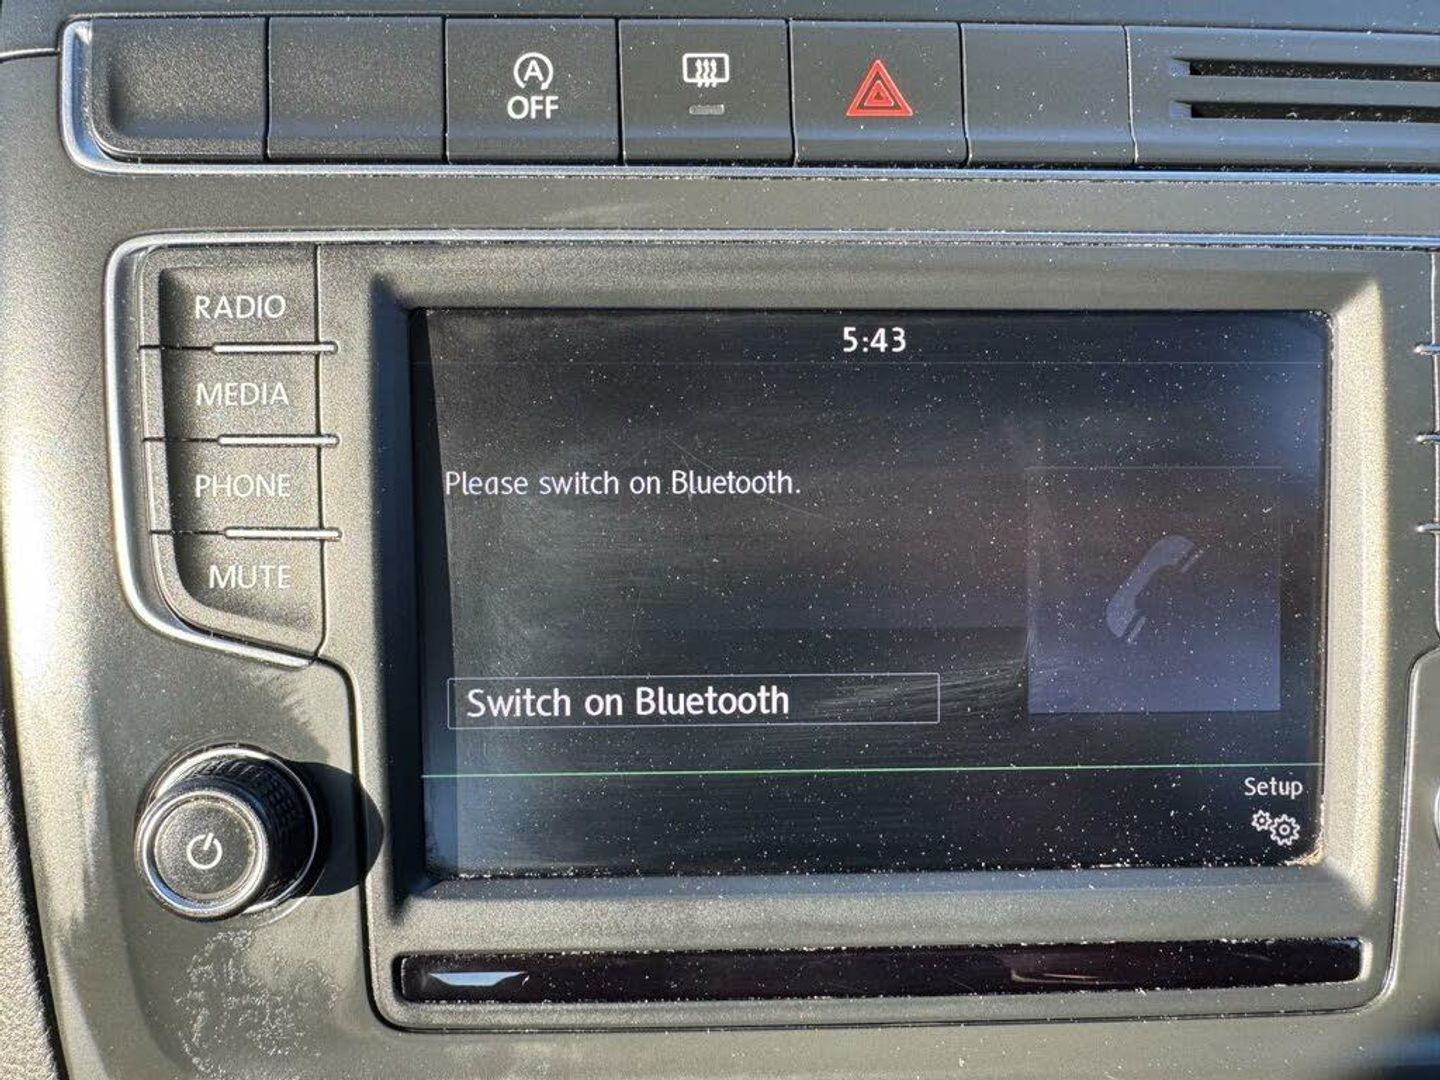 A
OFF
RADIO
MEDIA
PHONE
MUTE
5:43
Please switch on Bluetooth.
Switch on Bluetooth
Setup